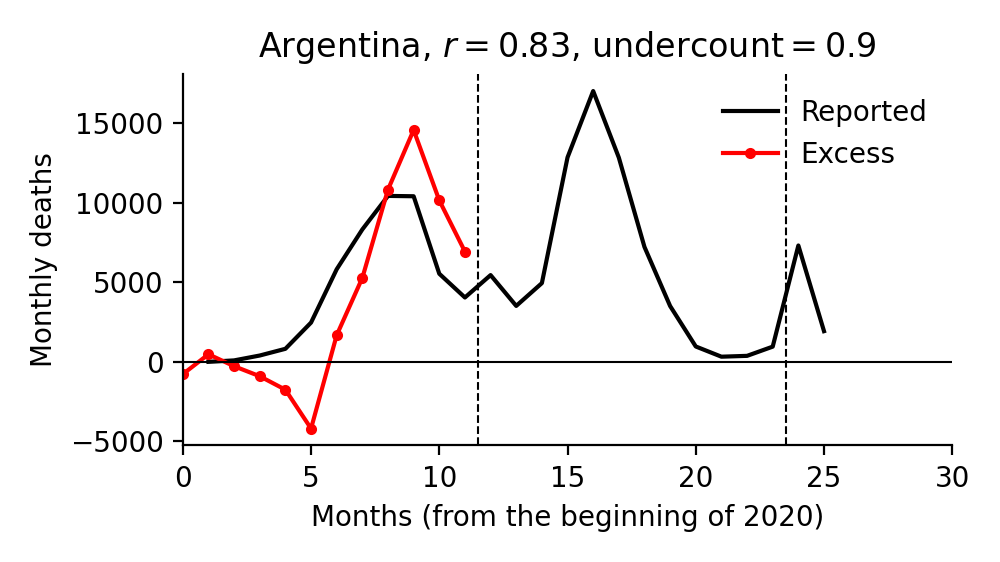 Argentina, r = 0.83, undercount = 0.9
Reported
Excess
15000
10000
5000
0
−5000
Monthly deaths
0 5 10 15 20 25 30
Months (from the beginning of 2020)